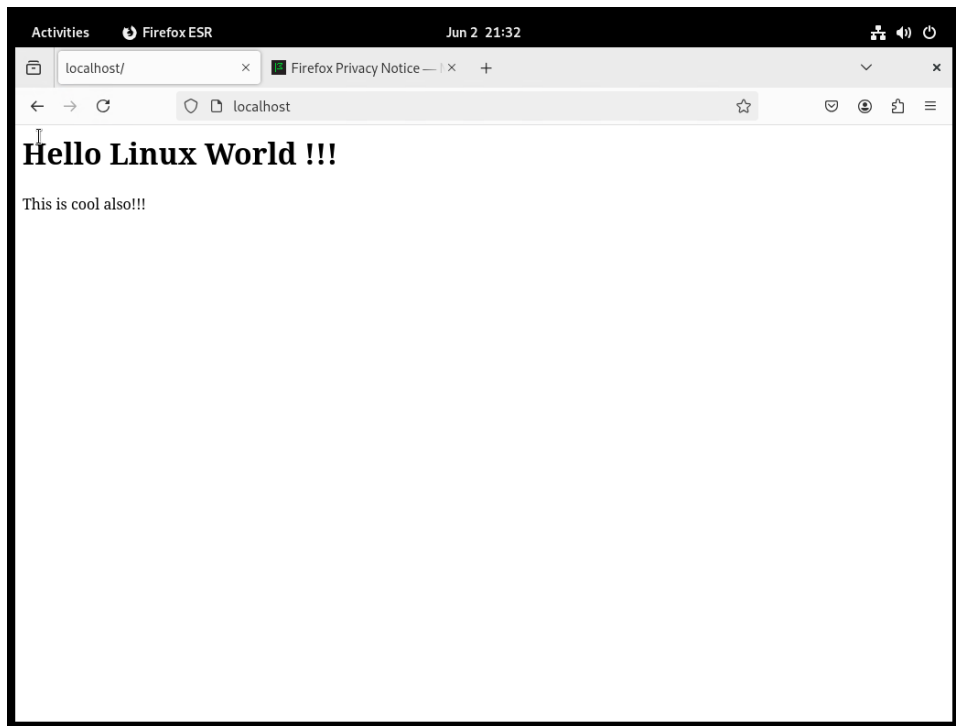 Activities Firefox ESR Jun 2 21:32
localhost/ Firefox Privacy Notice —
localhost
Hello Linux World !!!
This is cool also!!!